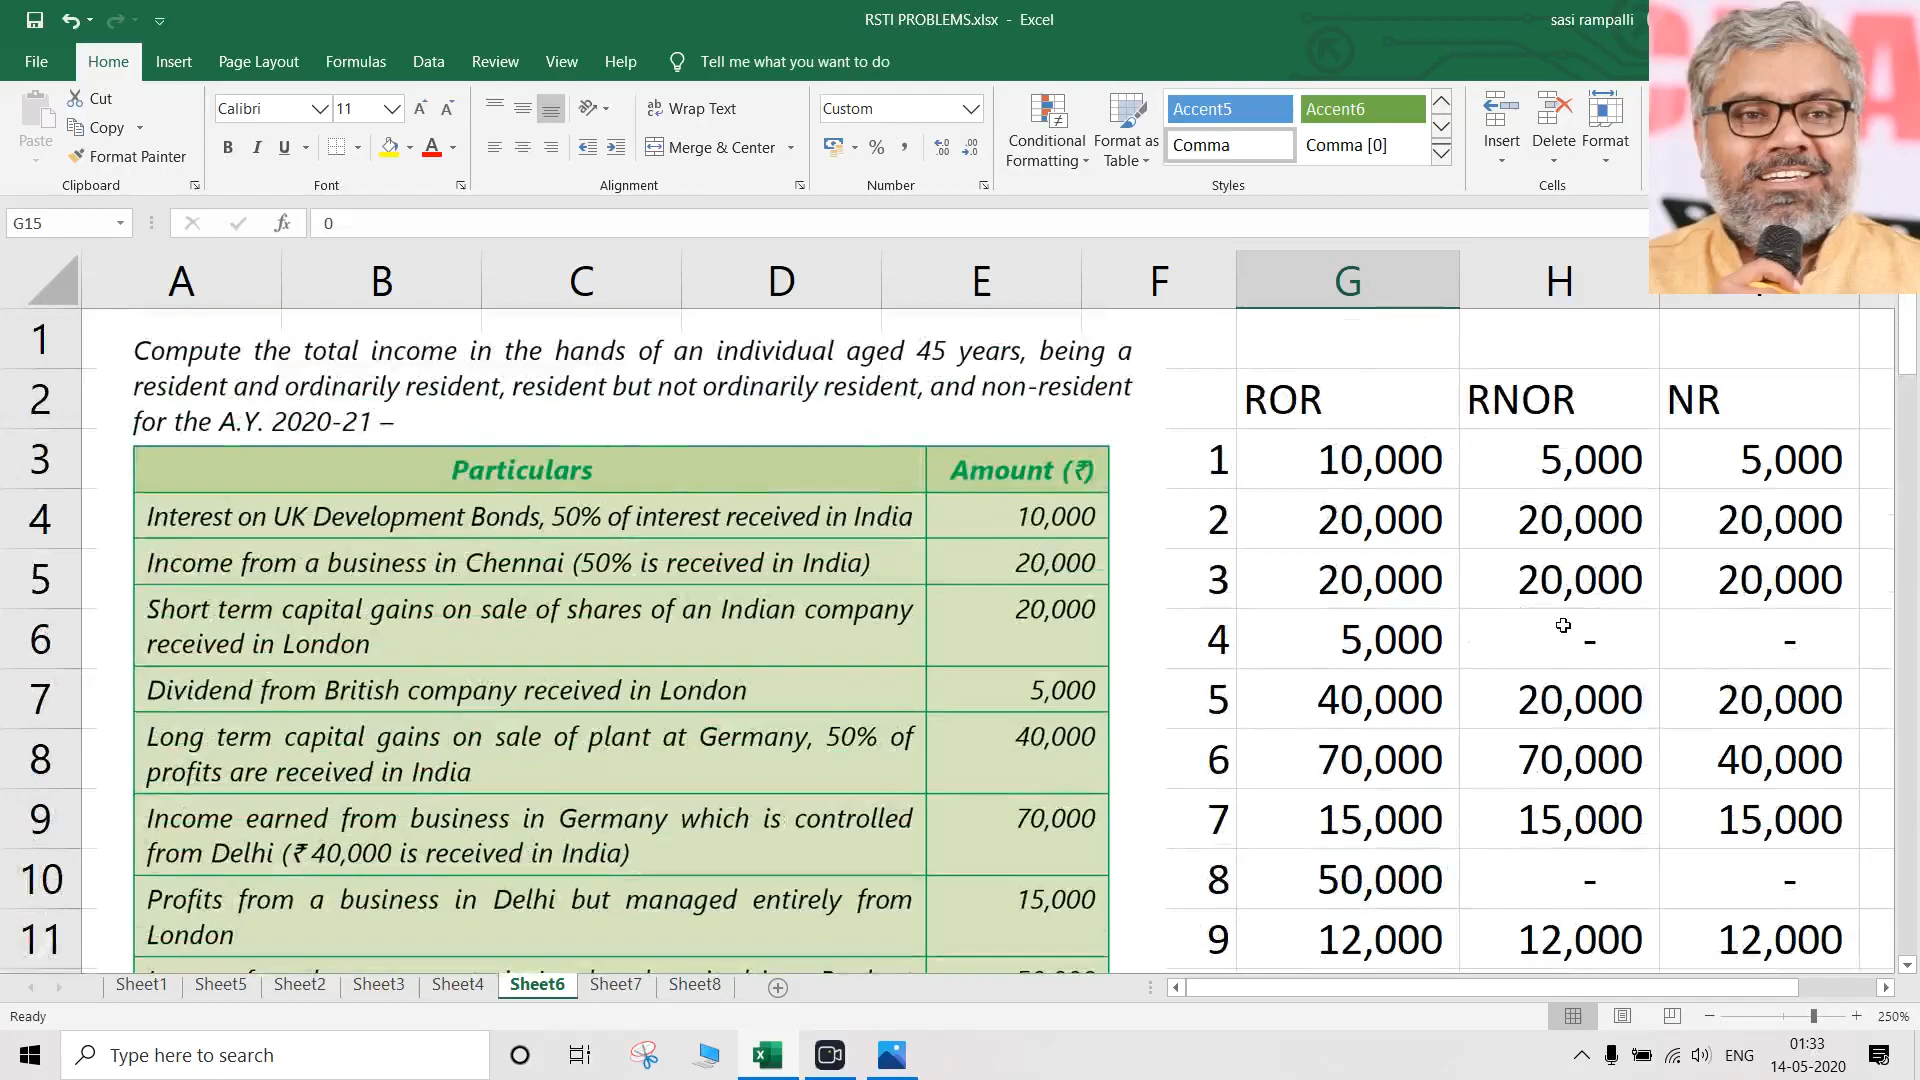 RSTI PROBLEMS.xlsx - Excel
sasi rampalli
File Home Insert Page Layout Formulas Data Review View Help Tell me what you want to do
Paste
Cut
Copy
Format Painter
Clipboard
Calibri 11
B I U
Font
Wrap Text
Merge & Center
Alignment
Custom
Number
Conditional Formatting
Format as Table
Accent5 Accent6
Comma Comma [0]
Styles
Insert Delete Format
Cells
G15 fx 0
A B C D E F G H
1
2
3
4
5
6
7
8
9
10
11
Compute the total income in the hands of an individual aged 45 years, being a
resident and ordinarily resident, resident but not ordinarily resident, and non-resident
for the A.Y. 2020-21 –
Particulars Amount (₹)
Interest on UK Development Bonds, 50% of interest received in India 10,000
Income from a business in Chennai (50% is received in India) 20,000
Short term capital gains on sale of shares of an Indian company 20,000
received in London
Dividend from British company received in London 5,000
Long term capital gains on sale of plant at Germany, 50% of 40,000
profits are received in India
Income earned from business in Germany which is controlled 70,000
from Delhi (₹ 40,000 is received in India)
Profits from a business in Delhi but managed entirely from 15,000
London
ROR RNOR NR
1 10,000 5,000 5,000
2 20,000 20,000 20,000
3 20,000 20,000 20,000
4 5,000 - -
5 40,000 20,000 20,000
6 70,000 70,000 40,000
7 15,000 15,000 15,000
8 50,000 - -
9 12,000 12,000 12,000
Sheet1 Sheet5 Sheet2 Sheet3 Sheet4 Sheet6 Sheet7 Sheet8
Ready
250%
Type here to search
ENG
01:33
14-05-2020